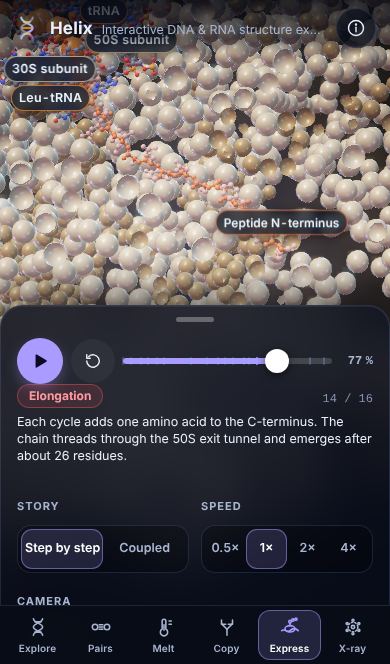 tRNA
Helix Interactive DNA & RNA structure ex...
50S subunit
30S subunit
Leu-tRNA
Peptide N-terminus
77 %
Elongation
14 / 16
Each cycle adds one amino acid to the C-terminus. The
chain threads through the 50S exit tunnel and emerges after
about 26 residues.
STORY
SPEED
Step by step
Coupled
0.5×
1×
2×
4×
CAMERA
Explore
Pairs
Melt
Copy
Express
X-ray